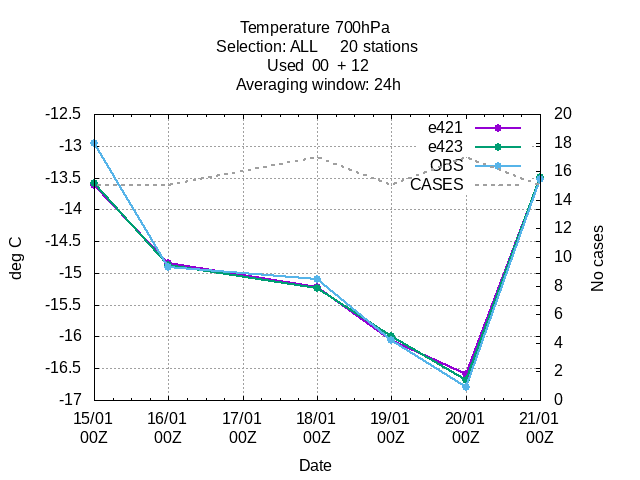 Temperature 700hPa
Selection: ALL     20 stations
Used  00  + 12
Averaging window: 24h
-12.5
-13
-13.5
-14
-14.5
-15
-15.5
-16
-16.5
-17
20
18
16
14
12
10
8
6
4
2
0
e421
e423
OBS
CASES
deg C
No cases
15/01
00Z
16/01
00Z
17/01
00Z
18/01
00Z
19/01
00Z
20/01
00Z
21/01
00Z
Date